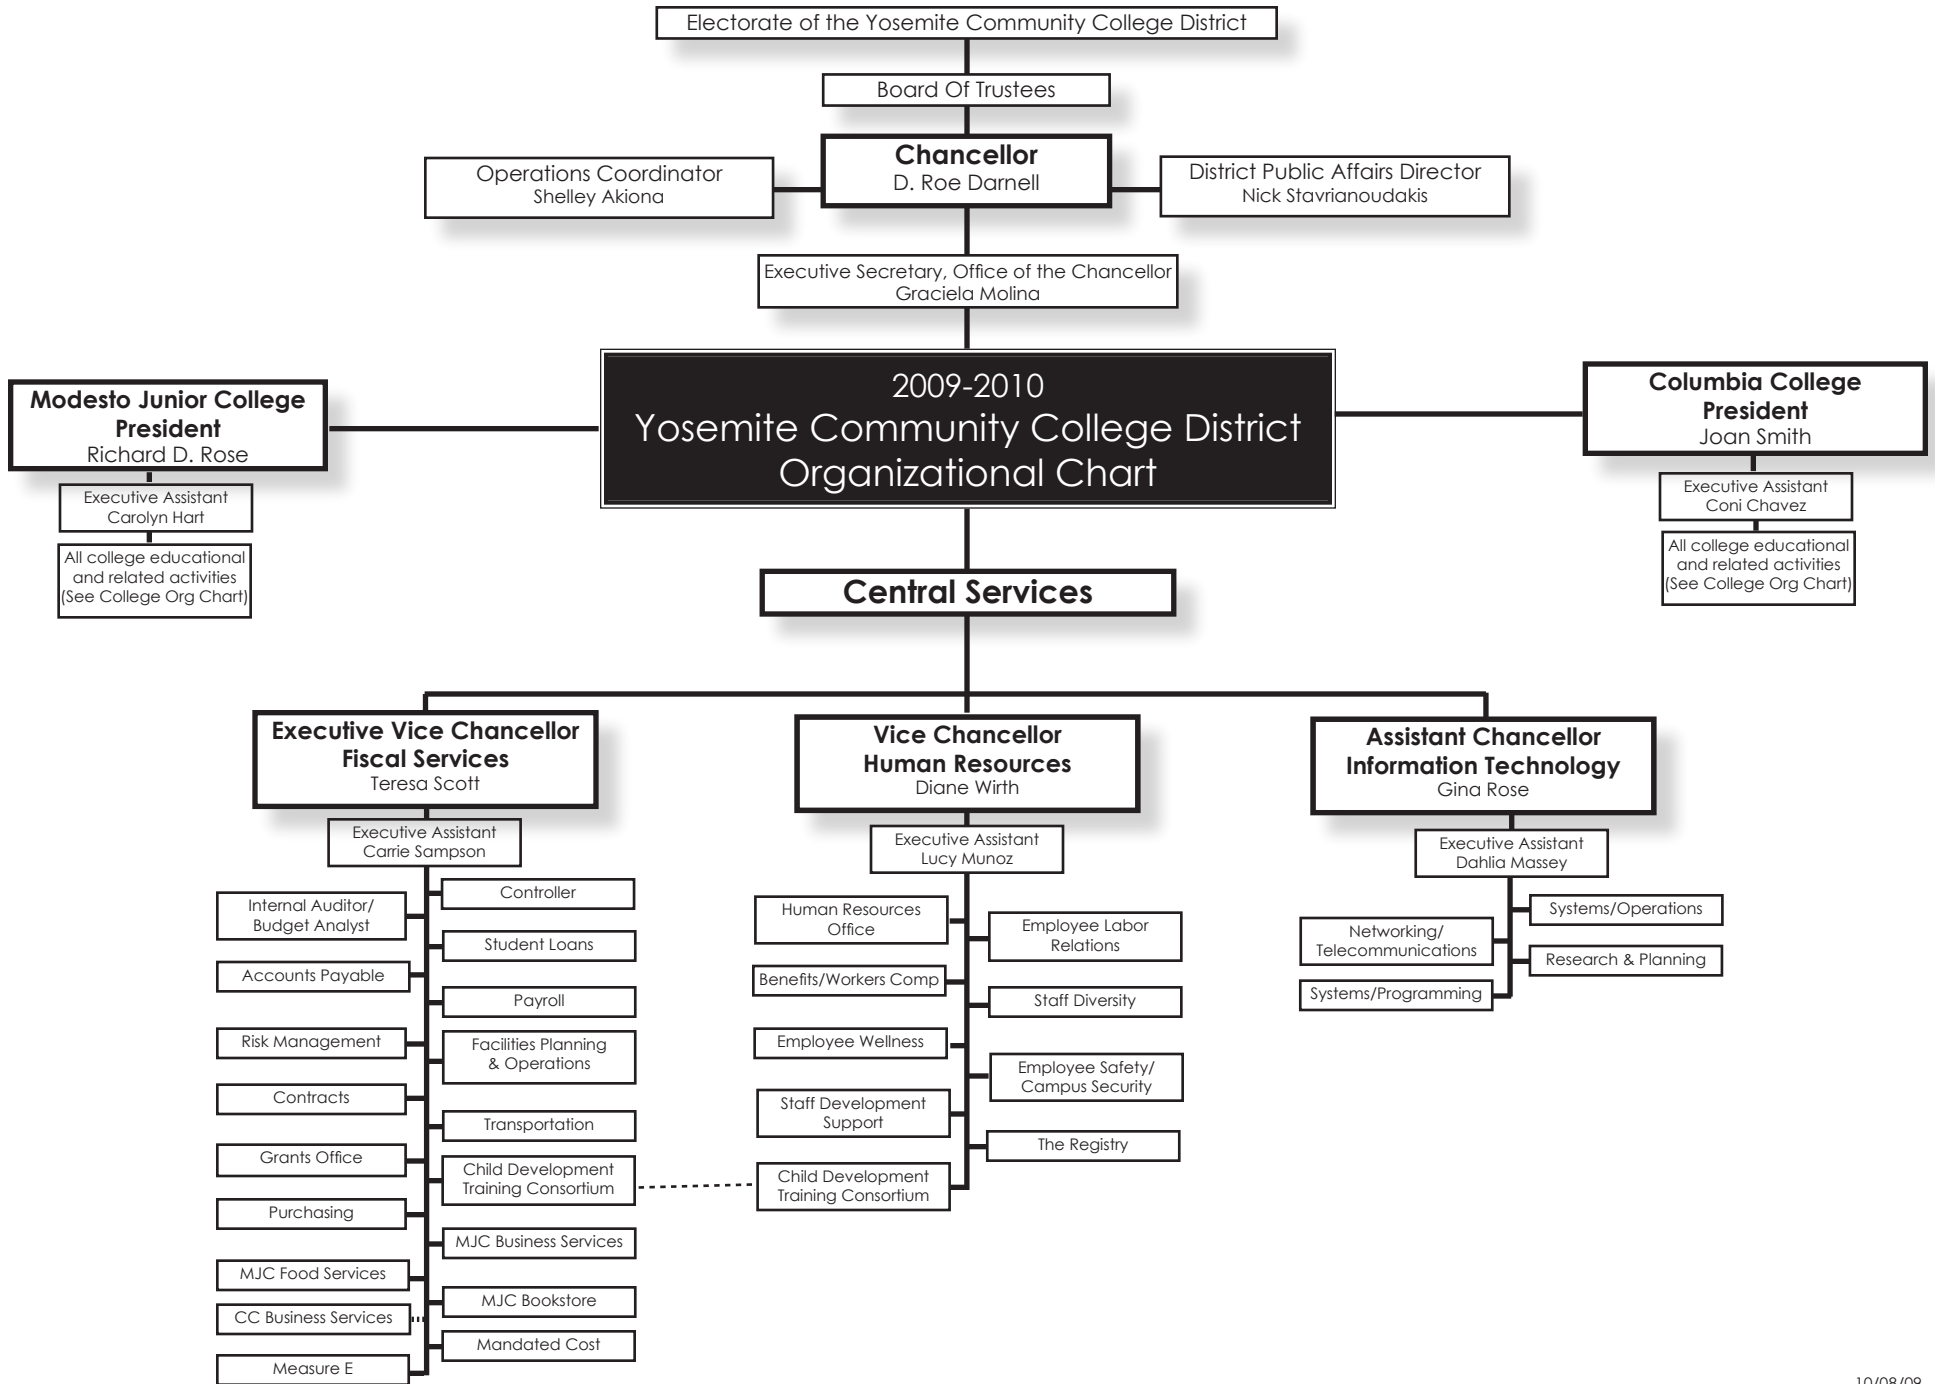 Electorate of the Yosemite Community College District
Board Of Trustees
Chancellor
D. Roe Darnell
Operations Coordinator
Shelley Akiona
District Public Affairs Director
Nick Stavrianoudakis
Executive Secretary, Office of the Chancellor
Graciela Molina
2009-2010
Yosemite Community College District
Organizational Chart
Modesto Junior College
President
Richard D. Rose
Executive Assistant
Carolyn Hart
All college educational
and related activities
(See College Org Chart)
Columbia College
President
Joan Smith
Executive Assistant
Coni Chavez
All college educational
and related activities
(See College Org Chart)
Central Services
Executive Vice Chancellor
Fiscal Services
Teresa Scott
Executive Assistant
Carrie Sampson
Controller
Internal Auditor/
Budget Analyst
Student Loans
Accounts Payable
Payroll
Risk Management
Facilities Planning
& Operations
Contracts
Transportation
Grants Office
Child Development
Training Consortium
Purchasing
MJC Business Services
MJC Food Services
MJC Bookstore
CC Business Services
Mandated Cost
Measure E
Vice Chancellor
Human Resources
Diane Wirth
Executive Assistant
Lucy Munoz
Human Resources
Office
Employee Labor
Relations
Benefits/Workers Comp
Staff Diversity
Employee Wellness
Employee Safety/
Campus Security
Staff Development
Support
The Registry
Child Development
Training Consortium
Assistant Chancellor
Information Technology
Gina Rose
Executive Assistant
Dahlia Massey
Systems/Operations
Networking/
Telecommunications
Research & Planning
Systems/Programming
10/08/09